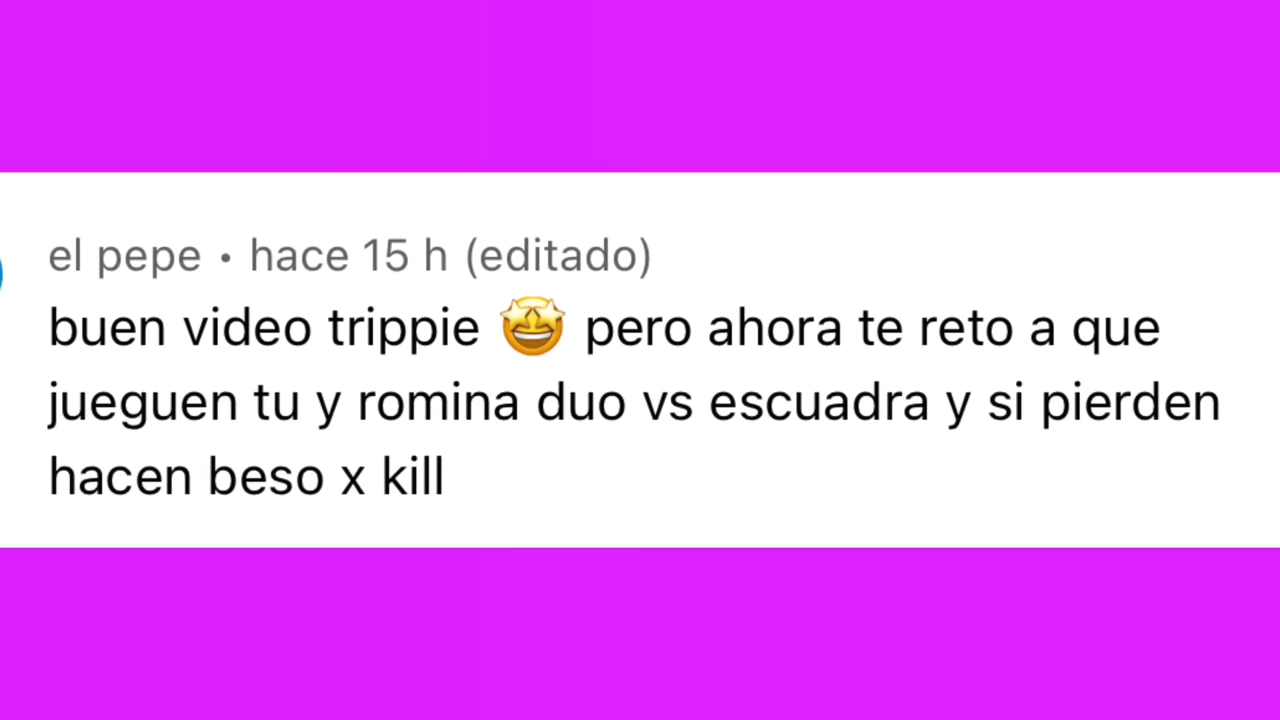 el pepe • hace 15 h (editado)
buen video trippie 🤩 pero ahora te reto a que
jueguen tu y romina duo vs escuadra y si pierden
hacen beso x kill